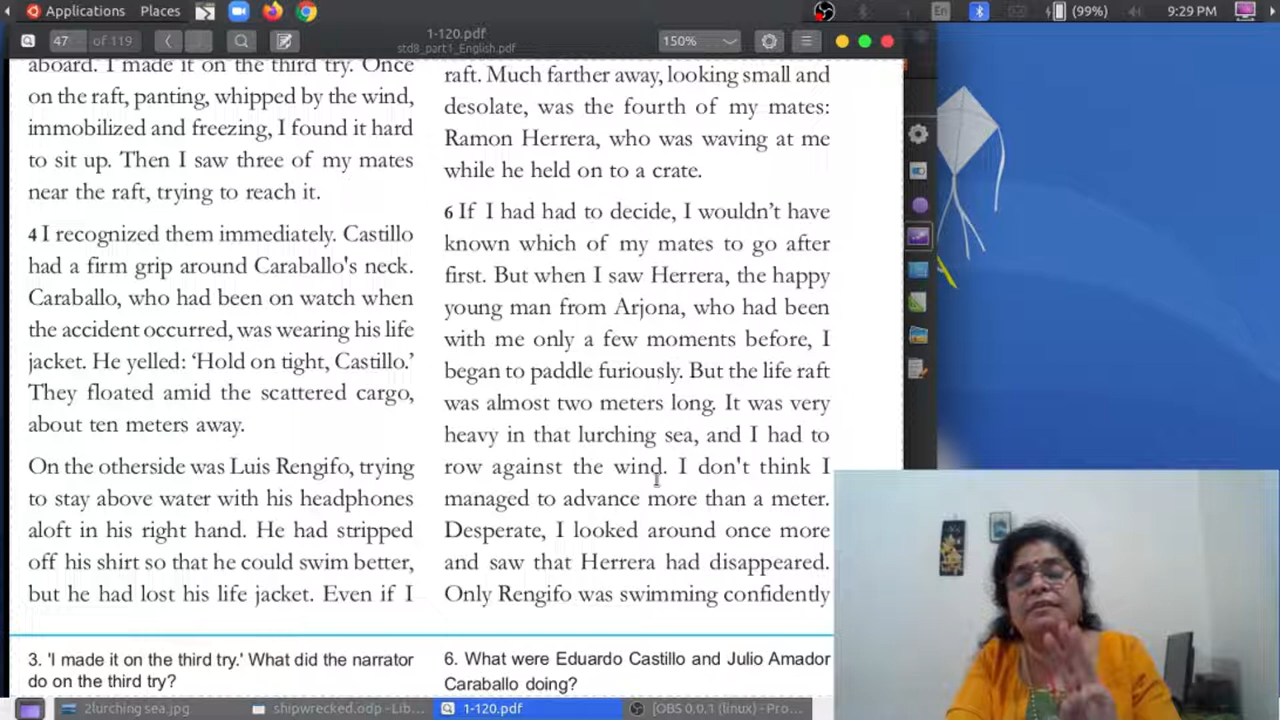 Applications Places En (99%) 9:29 PM
47 of 119 1-120.pdf 150%
std8_part1_English.pdf
aboard. I made it on the third try. Once
on the raft, panting, whipped by the wind,
immobilized and freezing, I found it hard
to sit up. Then I saw three of my mates
near the raft, trying to reach it.
4 I recognized them immediately. Castillo
had a firm grip around Caraballo's neck.
Caraballo, who had been on watch when
the accident occurred, was wearing his life
jacket. He yelled: ‘Hold on tight, Castillo.’
They floated amid the scattered cargo,
about ten meters away.
On the otherside was Luis Rengifo, trying
to stay above water with his headphones
aloft in his right hand. He had stripped
off his shirt so that he could swim better,
but he had lost his life jacket. Even if I
raft. Much farther away, looking small and
desolate, was the fourth of my mates:
Ramon Herrera, who was waving at me
while he held on to a crate.
6 If I had had to decide, I wouldn’t have
known which of my mates to go after
first. But when I saw Herrera, the happy
young man from Arjona, who had been
with me only a few moments before, I
began to paddle furiously. But the life raft
was almost two meters long. It was very
heavy in that lurching sea, and I had to
row against the wind. I don't think I
managed to advance more than a meter.
Desperate, I looked around once more
and saw that Herrera had disappeared.
Only Rengifo was swimming confidently
3. 'I made it on the third try.' What did the narrator
do on the third try?
6. What were Eduardo Castillo and Julio Amador
Caraballo doing?
2lurching sea.jpg shipwrecked.odp - Lib... 1-120.pdf [OBS 0.0.1 (linux) - Pro...